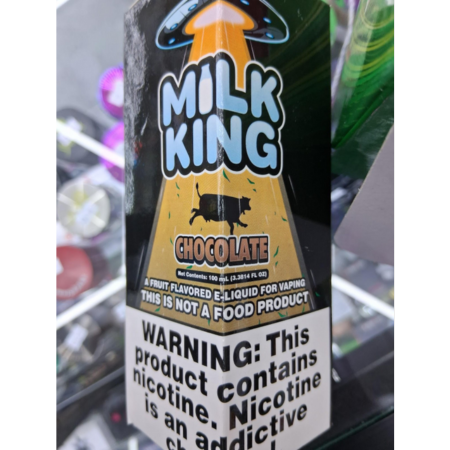 MILK
KING
CHOCOLATE
Net Contents: 100 mL (3.3814 FL OZ)
A FRUIT FLAVORED E-LIQUID FOR VAPING
THIS IS NOT A FOOD PRODUCT
WARNING: This
product contains
nicotine. Nicotine
is an addictive